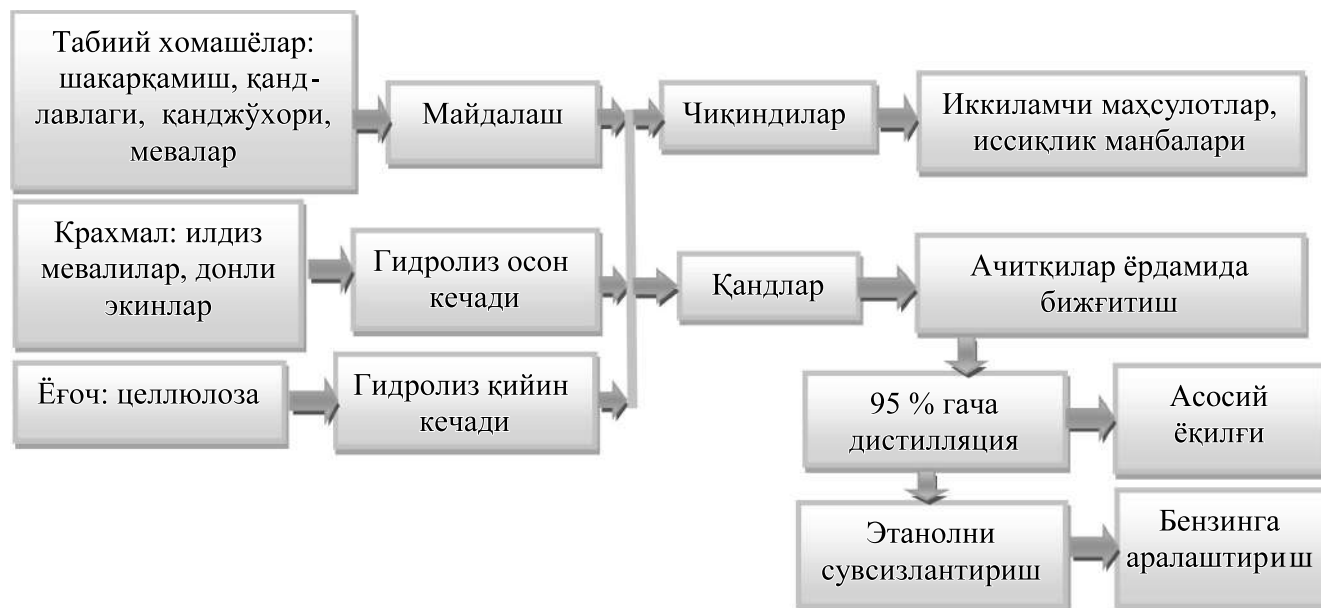 Табиий хомашёлар:
шакарқамиш, қанд-
лавлаги, қанджўхори,
мевалар
Майдалаш
Чиқиндилар
Иккиламчи маҳсулотлар,
иссиқлик манбалари
Крахмал: илдиз
мевалилар, донли
экинлар
Гидролиз осон
кечади
Қандлар
Ачитқилар ёрдамида
бижғитиш
Ёғоч: целлюлоза
Гидролиз қийин
кечади
95 % гача
дистилляция
Асосий
ёқилғи
Этанолни
сувсизлантириш
Бензинга
аралаштириш